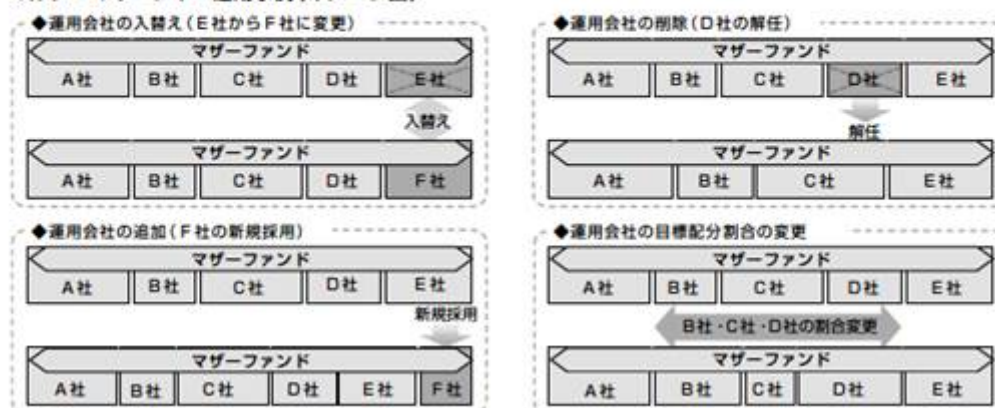 ◆運用会社の入替え(E社からF社に変更)
マザーファンド
A社 B社 C社 D社 E社
入替え
マザーファンド
A社 B社 C社 D社 F社
◆運用会社の削除(D社の解任)
マザーファンド
A社 B社 C社 D社 E社
解任
マザーファンド
A社 B社 C社 E社
◆運用会社の追加(F社の新規採用)
マザーファンド
A社 B社 C社 D社 E社
新規採用
マザーファンド
A社 B社 C社 D社 E社 F社
◆運用会社の目標配分割合の変更
マザーファンド
A社 B社 C社 D社 E社
B社・C社・D社の割合変更
マザーファンド
A社 B社 C社 D社 E社